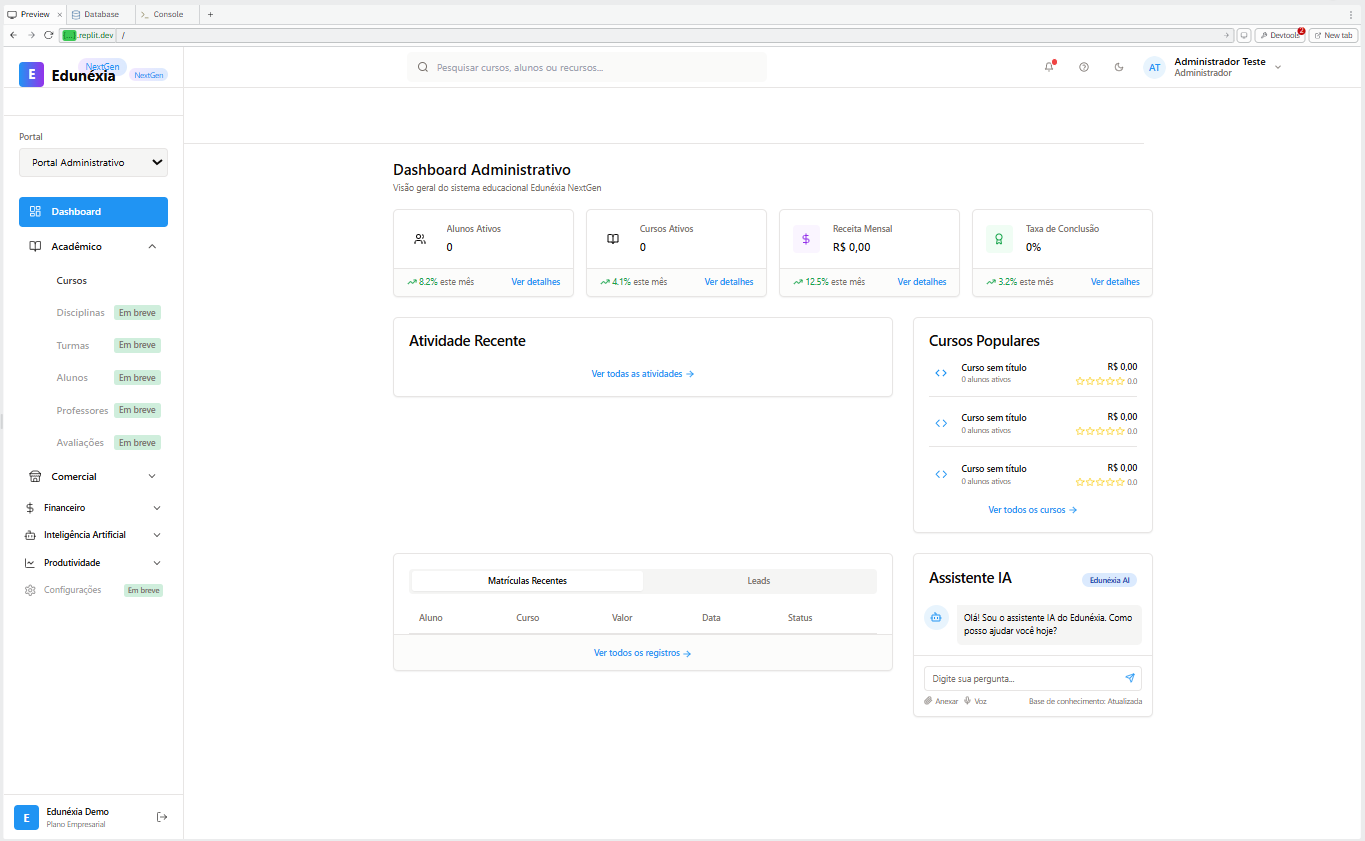 Preview
Database
Console
.replit.dev /
Devtools 2
New tab
E Edunéxia NextGen NextGen
Pesquisar cursos, alunos ou recursos...
AT Administrador Teste
Administrador
Portal
Portal Administrativo
Dashboard
Acadêmico
Cursos
Disciplinas Em breve
Turmas Em breve
Alunos Em breve
Professores Em breve
Avaliações Em breve
Comercial
Financeiro
Inteligência Artificial
Produtividade
Configurações Em breve
E Edunéxia Demo
Plano Empresarial
Dashboard Administrativo
Visão geral do sistema educacional Edunéxia NextGen
Alunos Ativos
0
8.2% este mês Ver detalhes
Cursos Ativos
0
4.1% este mês Ver detalhes
Receita Mensal
R$ 0,00
12.5% este mês Ver detalhes
Taxa de Conclusão
0%
3.2% este mês Ver detalhes
Atividade Recente
Ver todas as atividades
Cursos Populares
Curso sem título R$ 0,00
0 alunos ativos 0.0
Curso sem título R$ 0,00
0 alunos ativos 0.0
Curso sem título R$ 0,00
0 alunos ativos 0.0
Ver todos os cursos
Matrículas Recentes Leads
Aluno Curso Valor Data Status
Ver todos os registros
Assistente IA Edunéxia AI
Olá! Sou o assistente IA do Edunéxia. Como
posso ajudar você hoje?
Digite sua pergunta...
Anexar Voz Base de conhecimento: Atualizada